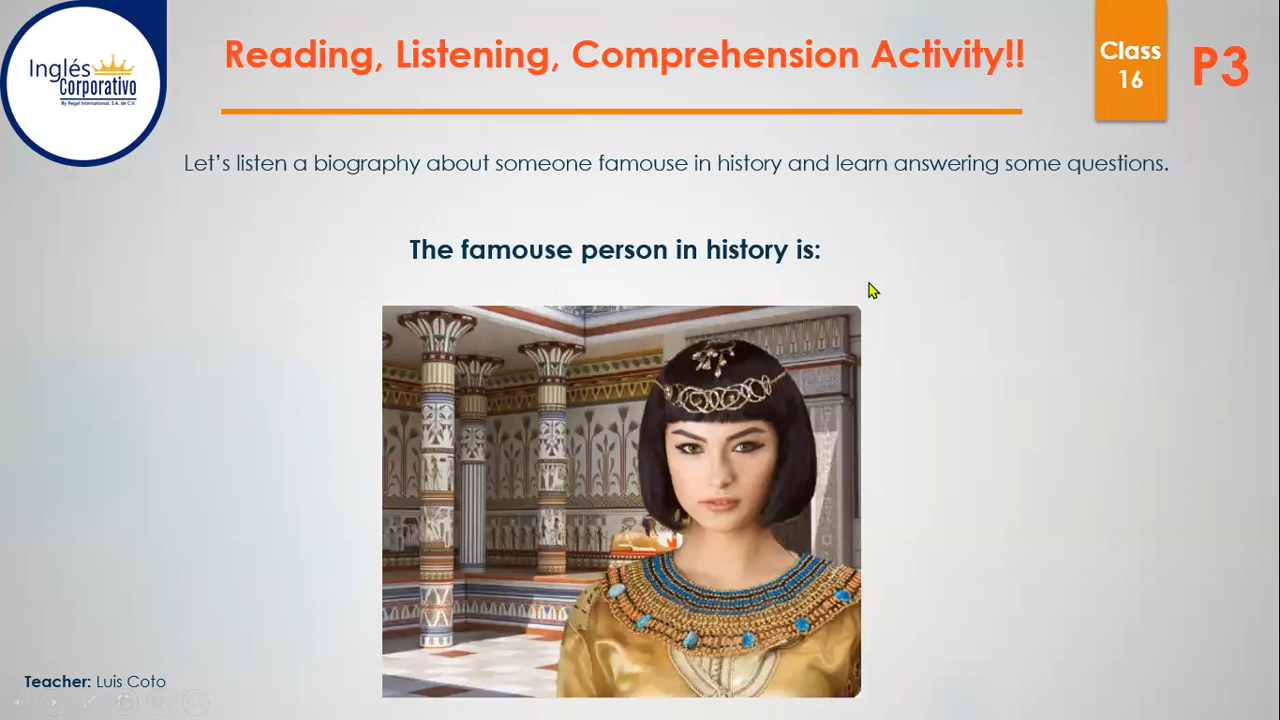 Inglés
Corporativo
By Regal International, S.A. de C.V.
Reading, Listening, Comprehension Activity!!
Class
16
P3
Let's listen a biography about someone famouse in history and learn answering some questions.
The famouse person in history is:
Teacher: Luis Coto